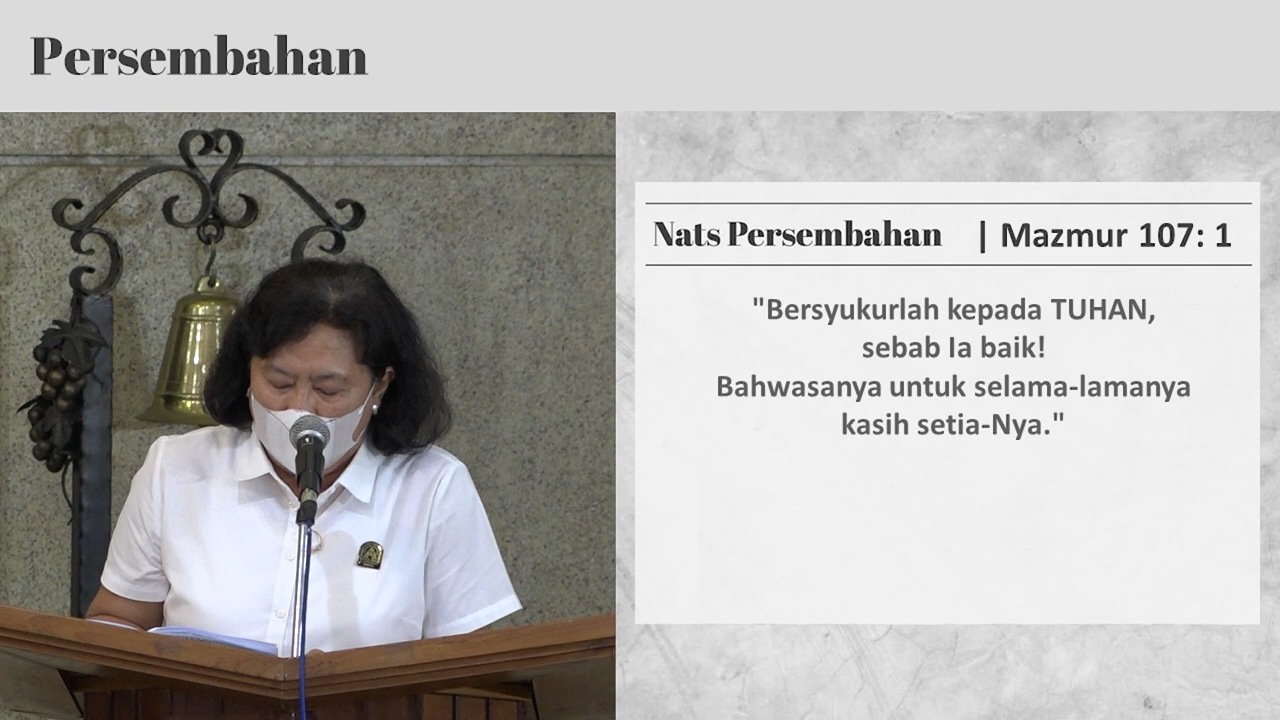 Persembahan
Nats Persembahan | Mazmur 107: 1
"Bersyukurlah kepada TUHAN,
sebab Ia baik!
Bahwasanya untuk selama-lamanya
kasih setia-Nya."